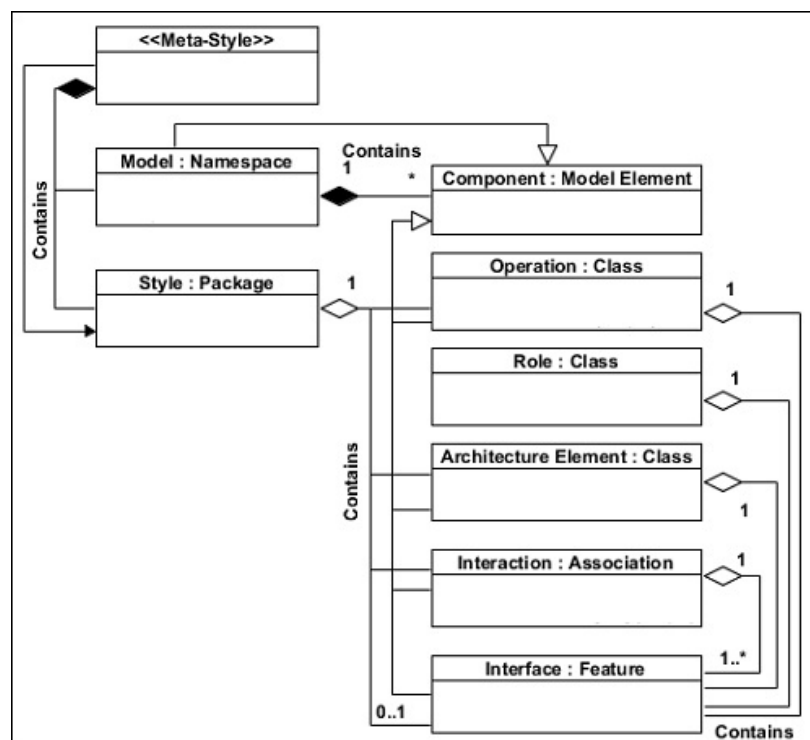 <<Meta-Style>>
Contains
Model : Namespace
1
Contains
*
Component : Model Element
Style : Package
1
Operation : Class
1
Role : Class
1
Contains
Architecture Element : Class
1
Interaction : Association
1
1..*
Interface : Feature
0..1
Contains